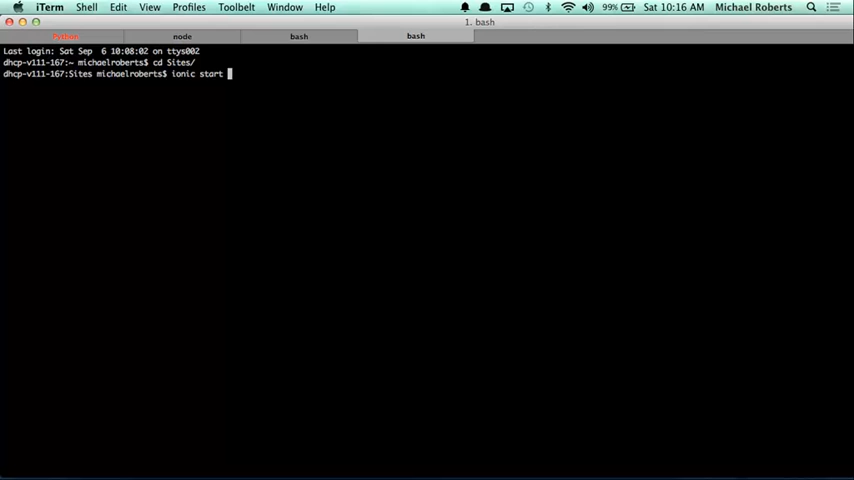 iTerm Shell Edit View Profiles Toolbelt Window Help 99% Sat 10:16 AM Michael Roberts
1. bash
Python node bash bash
Last login: Sat Sep  6 10:08:02 on ttys002
dhcp-v111-167:~ michaelroberts$ cd Sites/
dhcp-v111-167:Sites michaelroberts$ ionic start